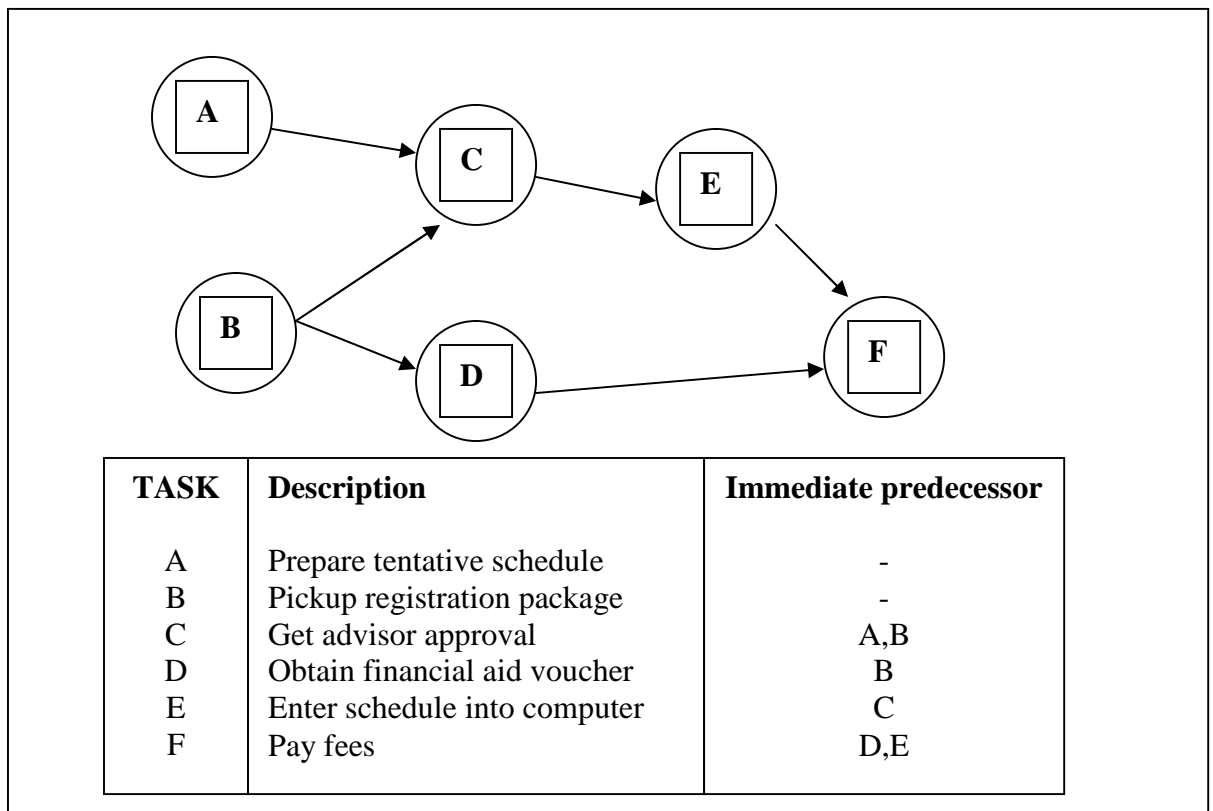 A
C
E
B
D
F
TASK Description Immediate predecessor
A Prepare tentative schedule -
B Pickup registration package -
C Get advisor approval A,B
D Obtain financial aid voucher B
E Enter schedule into computer C
F Pay fees D,E